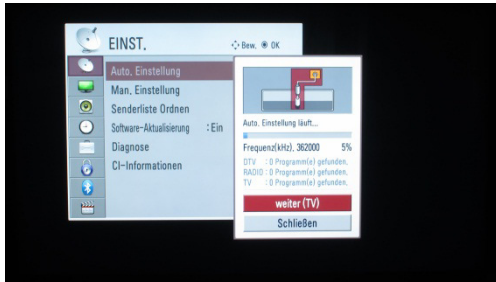 EINST.
Bew. OK
Auto. Einstellung
Man. Einstellung
Senderliste Ordnen
Software-Aktualisierung : Ein
Diagnose
CI-Informationen
Auto. Einstellung läuft...
Frequenz(kHz), 362000 5%
DTV : 0 Programm(e) gefunden.
RADIO : 0 Programm(e) gefunden.
TV : 0 Programm(e) gefunden.
weiter (TV)
Schließen